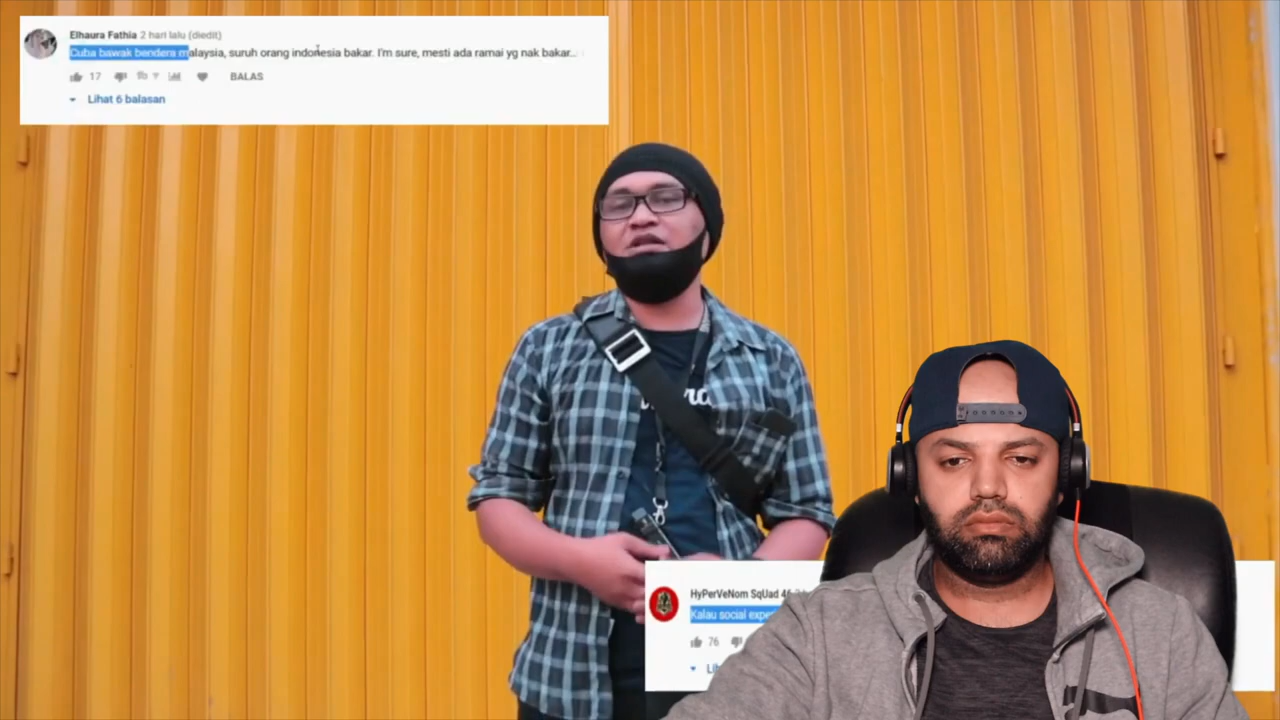 Elhaura Fathia 2 hari lalu (diedit)
Cuba bawak bendera malaysia, suruh orang indonesia bakar. I'm sure, mesti ada ramai yg nak bakar..
17 BALAS
Lihat 6 balasan
HyPerVeNom SqUad 46
Kalau social
76